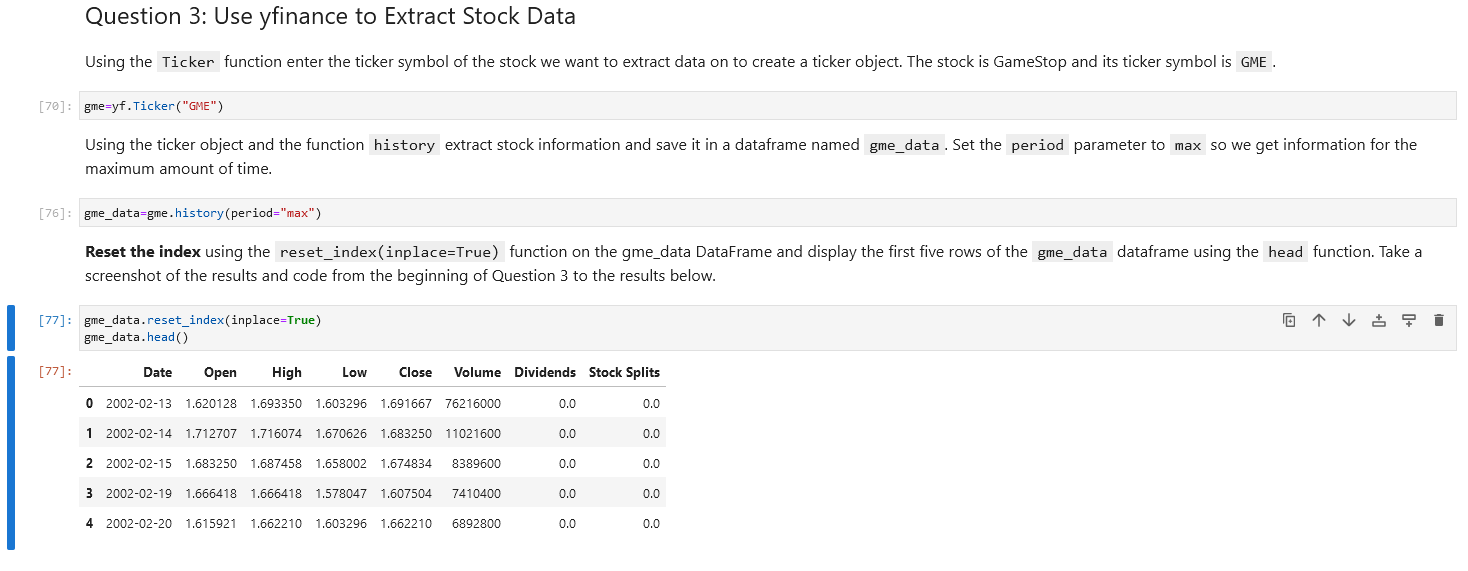 Question 3: Use yfinance to Extract Stock Data
Using the Ticker function enter the ticker symbol of the stock we want to extract data on to create a ticker object. The stock is GameStop and its ticker symbol is GME.
[70]: gme=yf.Ticker("GME")
Using the ticker object and the function history extract stock information and save it in a dataframe named gme_data. Set the period parameter to max so we get information for the
maximum amount of time.
[76]: gme_data=gme.history(period="max")
Reset the index using the reset_index(inplace=True) function on the gme_data DataFrame and display the first five rows of the gme_data dataframe using the head function. Take a
screenshot of the results and code from the beginning of Question 3 to the results below.
[77]: gme_data.reset_index(inplace=True)
gme_data.head()
[77]: Date Open High Low Close Volume Dividends Stock Splits
0 2002-02-13 1.620128 1.693350 1.603296 1.691667 76216000 0.0 0.0
1 2002-02-14 1.712707 1.716074 1.670626 1.683250 11021600 0.0 0.0
2 2002-02-15 1.683250 1.687458 1.658002 1.674834 8389600 0.0 0.0
3 2002-02-19 1.666418 1.666418 1.578047 1.607504 7410400 0.0 0.0
4 2002-02-20 1.615921 1.662210 1.603296 1.662210 6892800 0.0 0.0